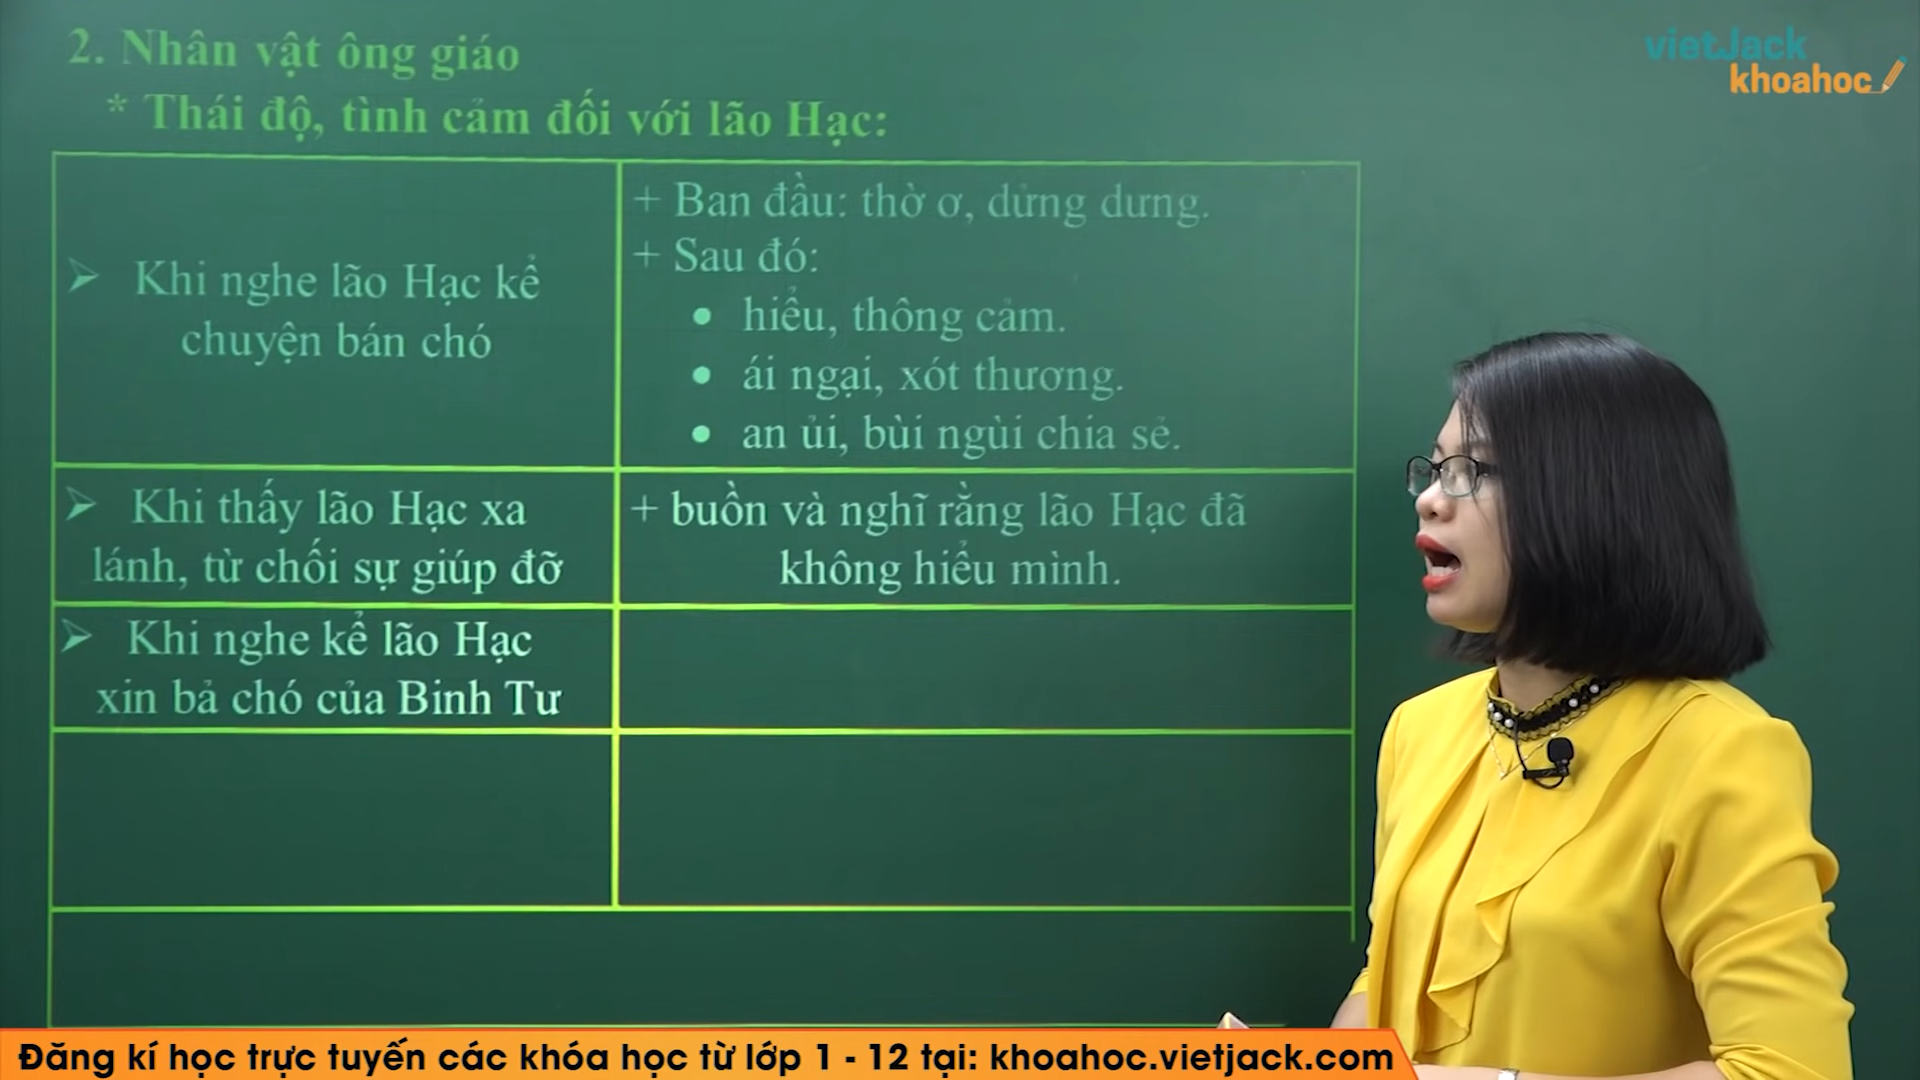 2. Nhân vật ông giáo
* Thái độ, tình cảm đối với lão Hạc:
➢ Khi nghe lão Hạc kể
chuyện bán chó
+ Ban đầu: thờ ơ, dửng dưng.
+ Sau đó:
• hiểu, thông cảm.
• ái ngại, xót thương.
• an ủi, bùi ngùi chia sẻ.
➢ Khi thấy lão Hạc xa
lánh, từ chối sự giúp đỡ
+ buồn và nghĩ rằng lão Hạc đã
không hiểu mình.
➢ Khi nghe kể lão Hạc
xin bả chó của Binh Tư
vietJack
khoahoc
Đăng kí học trực tuyến các khóa học từ lớp 1 - 12 tại: khoahoc.vietjack.com